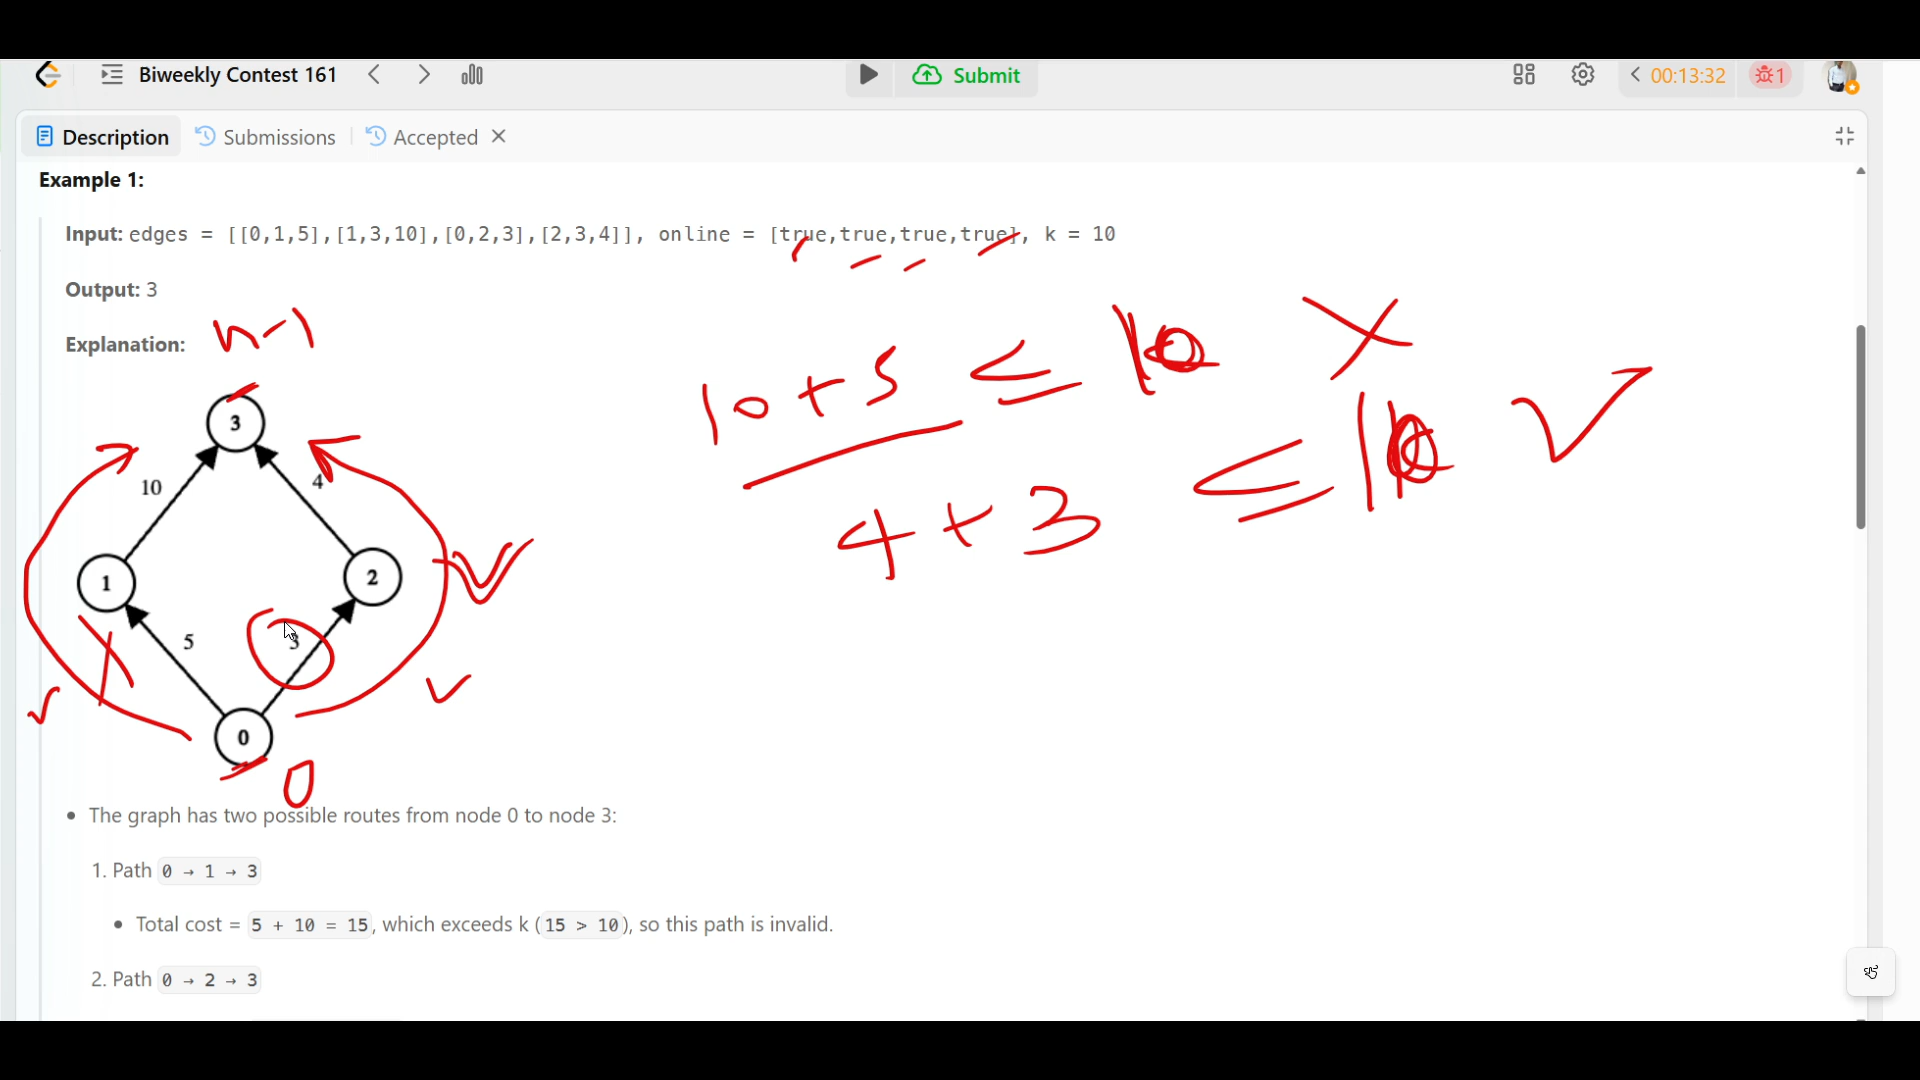 Biweekly Contest 161
Submit
00:13:32
1
Description
Submissions
Accepted
Example 1:
Input: edges = [[0,1,5],[1,3,10],[0,2,3],[2,3,4]], online = [true,true,true,true], k = 10
Output: 3
Explanation:
n-1
10+5 ≤ 10
4+3 ≤ 10
3
10
4
1
2
5
3
0
0
The graph has two possible routes from node 0 to node 3:
1. Path 0 → 1 → 3
Total cost = 5 + 10 = 15, which exceeds k (15 > 10), so this path is invalid.
2. Path 0 → 2 → 3